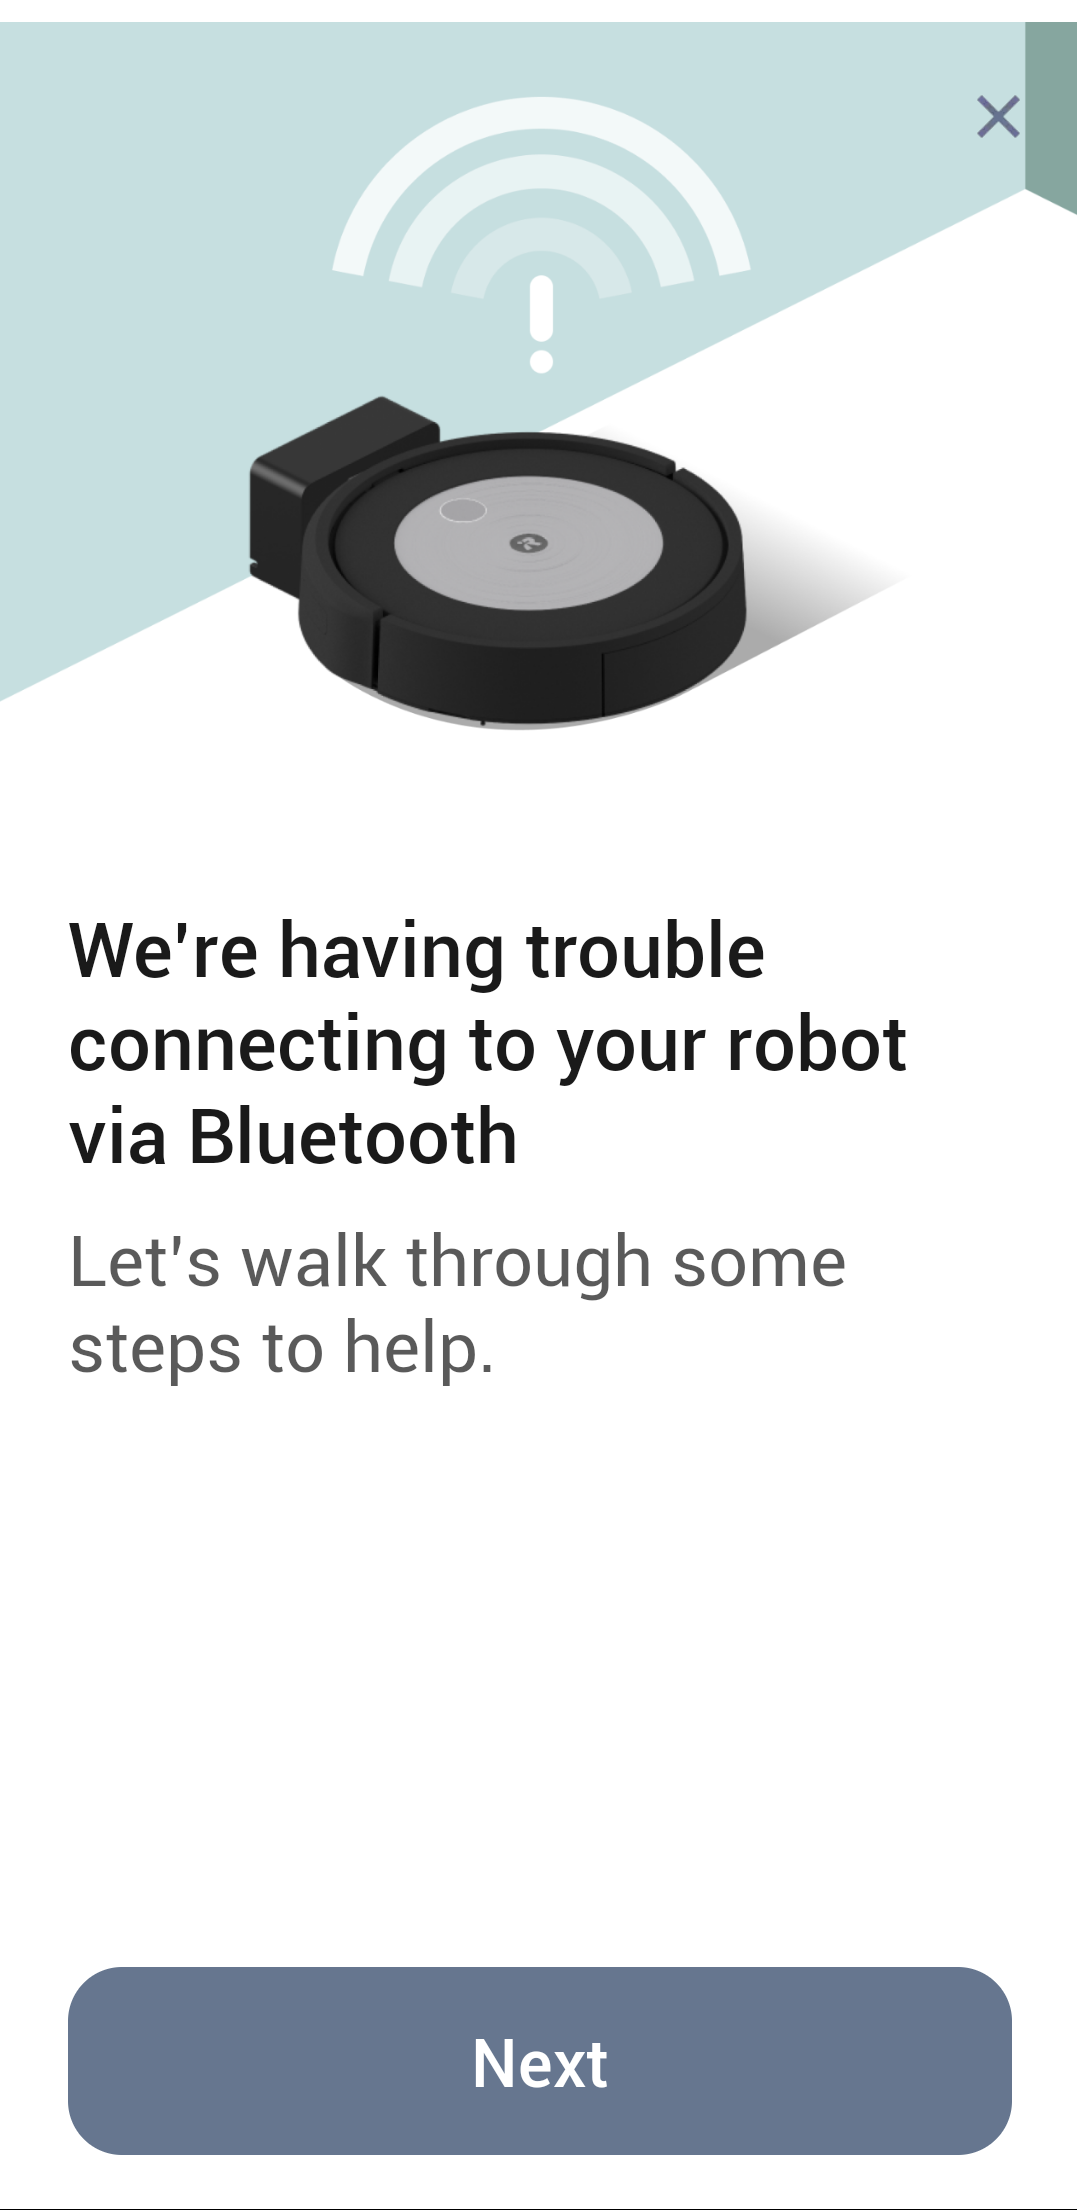 We're having trouble
connecting to your robot
via Bluetooth
Let's walk through some
steps to help.
Next